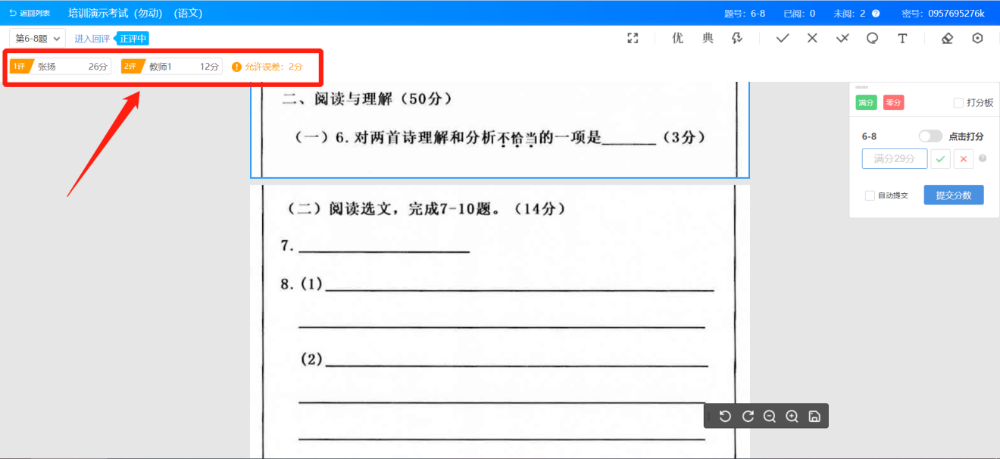 返回列表 培训演示考试（勿动） (语文) 题号: 6-8 已阅: 0 未阅: 2 密号: 0957695276k
第6-8题 进入回评 正评中 优 典 T
1评 张扬 26分 2评 教师1 12分 允许误差: 2分
二、阅读与理解（50分）
（一）6.对两首诗理解和分析不恰当的一项是______（3分）
（二）阅读选文，完成7-10题。（14分）
7.
8.（1）
（2）
满分 零分 打分板
6-8 点击打分
满分29分
自动提交 提交分数